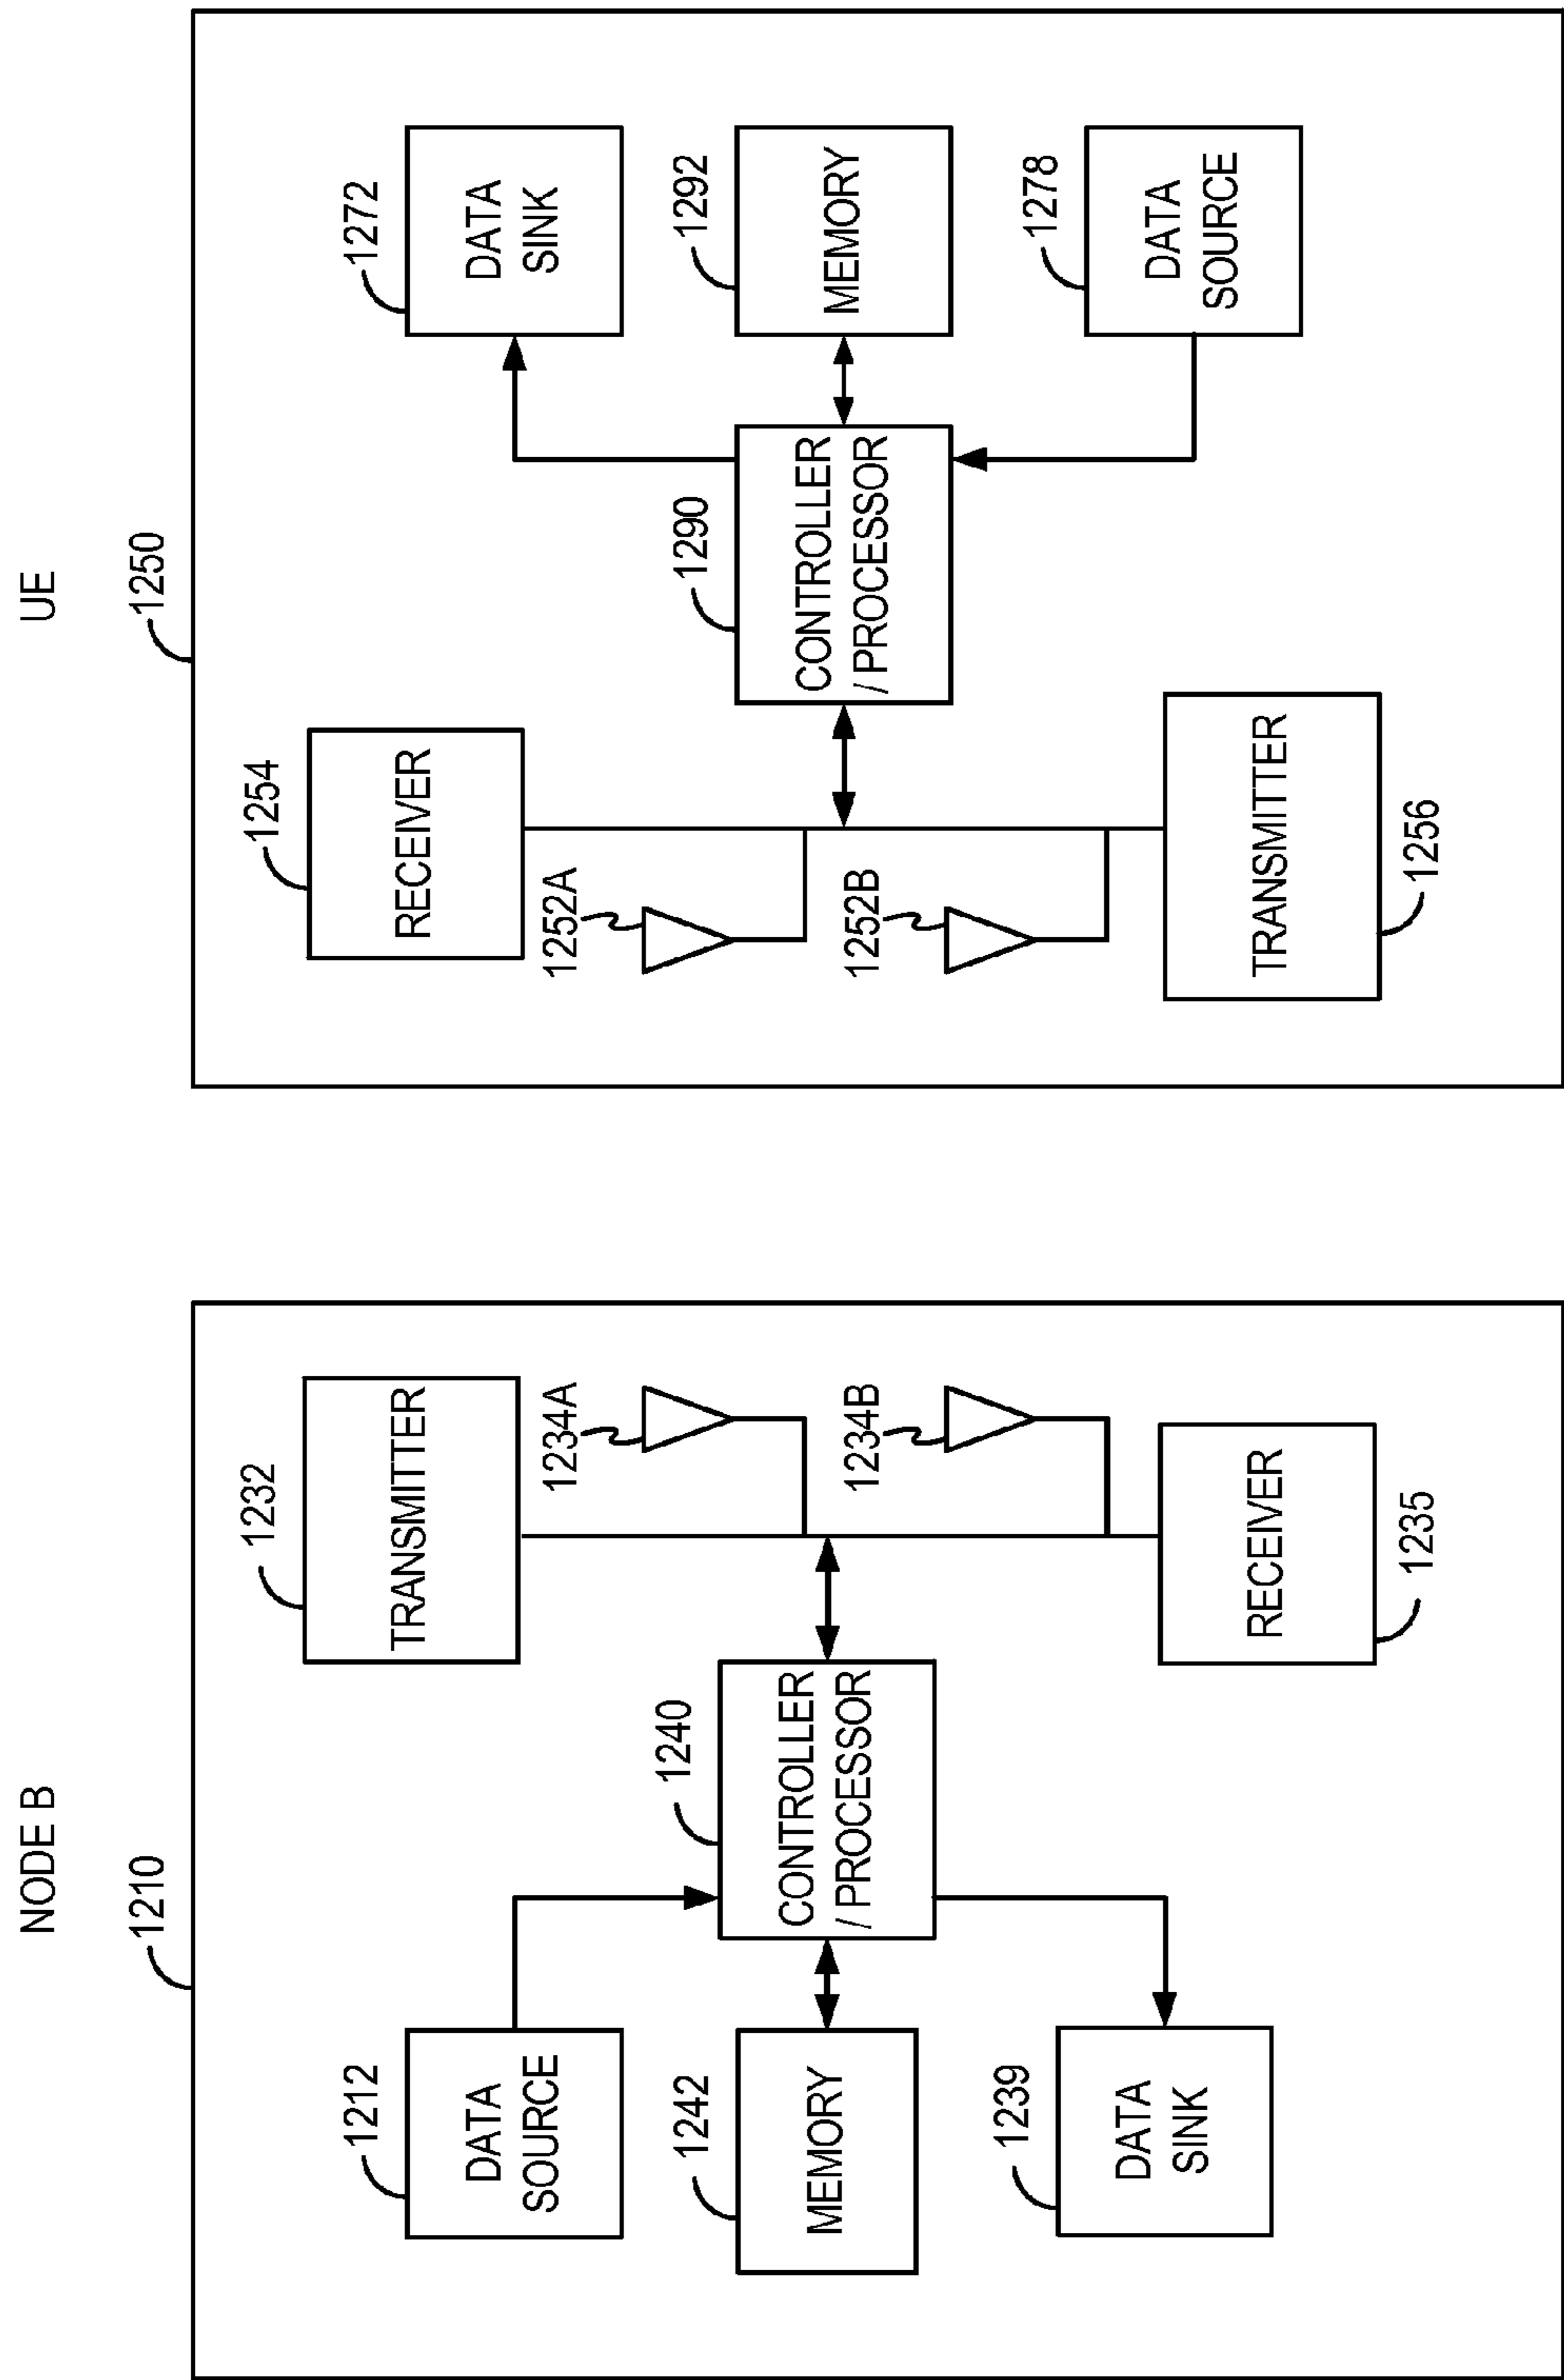 NODE B
1210
1212
DATA
SOURCE
1242
MEMORY
1239
DATA
SINK
1240
CONTROLLER
/ PROCESSOR
1232
TRANSMITTER
1234A
1234B
RECEIVER
1235
UE
1250
1254
RECEIVER
1252A
1252B
TRANSMITTER
1256
1290
CONTROLLER
/ PROCESSOR
1272
DATA
SINK
1292
MEMORY
1278
DATA
SOURCE